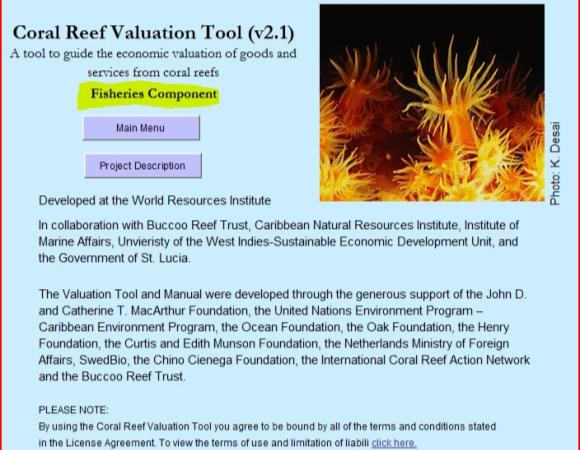 Coral Reef Valuation Tool (v2.1)
A tool to guide the economic valuation of goods and
services from coral reefs
Fisheries Component
Main Menu
Project Description
Photo: K. Desai
Developed at the World Resources Institute
In collaboration with Buccoo Reef Trust, Caribbean Natural Resources Institute, Institute of
Marine Affairs, Unvieristy of the West Indies-Sustainable Economic Development Unit, and
the Government of St. Lucia.
The Valuation Tool and Manual were developed through the generous support of the John D.
and Catherine T. MacArthur Foundation, the United Nations Environment Program –
Caribbean Environment Program, the Ocean Foundation, the Oak Foundation, the Henry
Foundation, the Curtis and Edith Munson Foundation, the Netherlands Ministry of Foreign
Affairs, SwedBio, the Chino Cienega Foundation, the International Coral Reef Action Network
and the Buccoo Reef Trust.
PLEASE NOTE:
By using the Coral Reef Valuation Tool you agree to be bound by all of the terms and conditions stated
in the License Agreement. To view the terms of use and limitation of liabili click here.